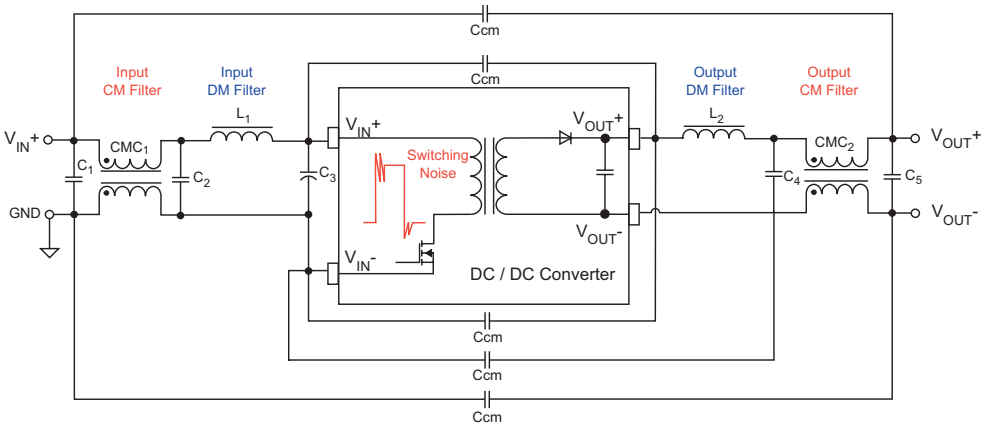 Ccm
Input
CM Filter
Input
DM Filter
Ccm
Output
DM Filter
Output
CM Filter
L1
L2
VIN+
CMC1
VIN+
VOUT+
CMC2
VOUT+
C1
C2
C3
Switching
Noise
C4
C5
GND
VOUT-
VOUT-
VIN-
DC / DC Converter
Ccm
Ccm
Ccm